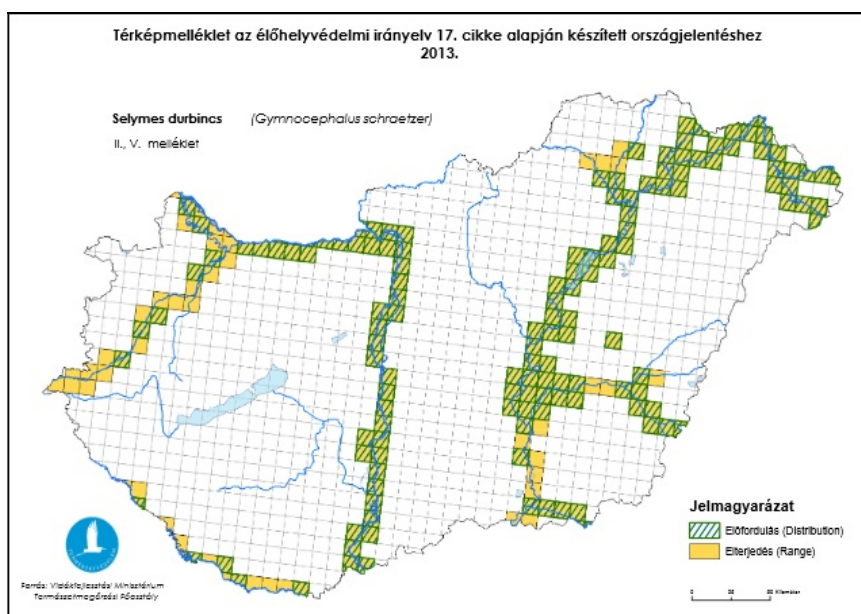 Térképmelléklet az élőhelyvédelmi irányelv 17. cikke alapján készített országjelentéshez
2013.
Selymes durbincs (Gymnocephalus schraetzer)
II., V. melléklet
Jelmagyarázat
Előfordulás (Distribution)
Elterjedés (Range)
Forrás: Vidékfejlesztési Minisztérium
Természetmegőrzési Főosztály
0
Kilométer